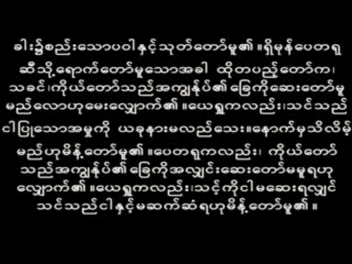 ခါး၌စည်းသောပဝါနှင့်သုတ်တော်မူ၏။ရှိမုန်ပေတရု
ဆီသို့ရောက်တော်မူသောအခါ ထိုတပည့်တော်က၊
သခင်၊ကိုယ်တော်သည်အကျွန်ုပ်၏ခြေကိုဆေးတော်မူ
မည်လောဟုမေးလျှောက်၏။ယေရှုကလည်း၊သင်သည်
ငါပြုသောအမှုကို ယခုနားမလည်သေး။နောက်မှသိလိမ့်
မည်ဟုမိန့်တော်မူ၏။ပေတရုကလည်း၊ ကိုယ်တော်
သည်အကျွန်ုပ်၏ခြေကိုအလျှင်းဆေးတော်မမူရဟု
လျှောက်၏။ယေရှုကလည်း၊သင့်ကိုငါမဆေးရလျှင်
သင်သည်ငါနှင့်မဆက်ဆံရဟုမိန့်တော်မူ၏။